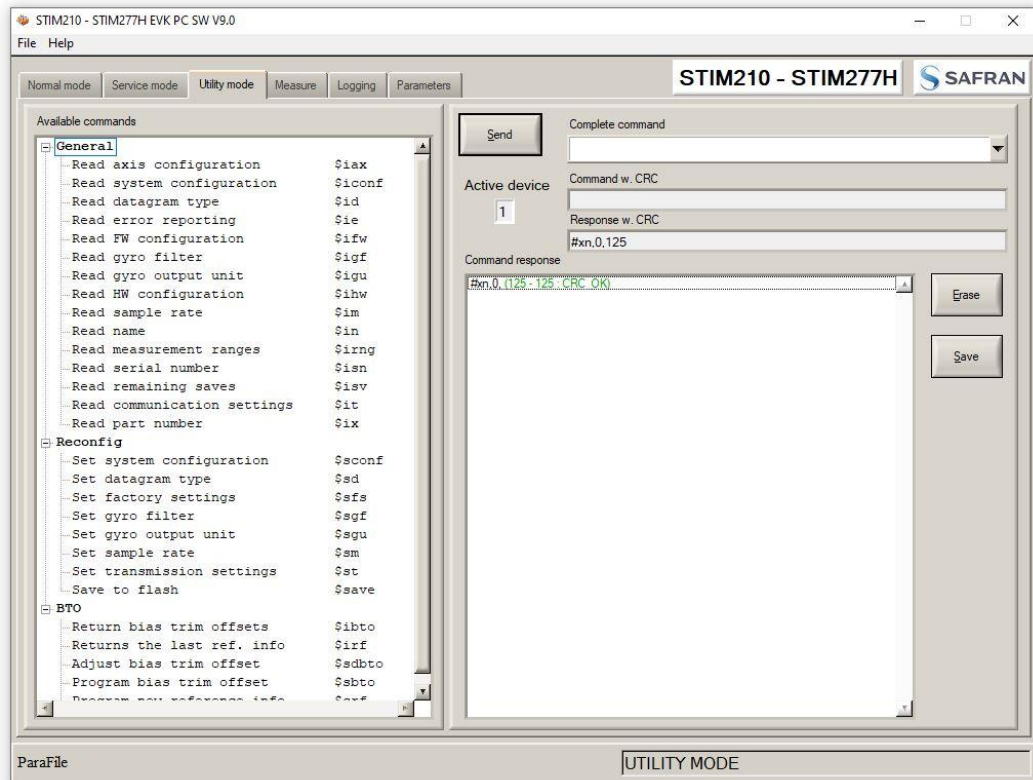 STIM210 - STIM277H EVK PC SW V9.0
File Help
Normal mode Service mode Utility mode Measure Logging Parameters
STIM210 - STIM277H SAFRAN
Available commands
General
Read axis configuration $iax
Read system configuration $iconf
Read datagram type $id
Read error reporting $ie
Read FW configuration $ifw
Read gyro filter $igf
Read gyro output unit $igu
Read HW configuration $ihw
Read sample rate $im
Read name $in
Read measurement ranges $irng
Read serial number $isn
Read remaining saves $isv
Read communication settings $it
Read part number $ix
Reconfig
Set system configuration $sconf
Set datagram type $sd
Set factory settings $sfs
Set gyro filter $sgf
Set gyro output unit $sgu
Set sample rate $sm
Set transmission settings $st
Save to flash $save
BTO
Return bias trim offsets $ibto
Returns the last ref. info $irf
Adjust bias trim offset $sdbto
Program bias trim offset $sbto
Program new reference info $srf
Send
Complete command
Active device
1
Command w. CRC
Response w. CRC
#xn,0,125
Command response
#xn,0, (125 - 125 : CRC OK)
Erase
Save
ParaFile
UTILITY MODE